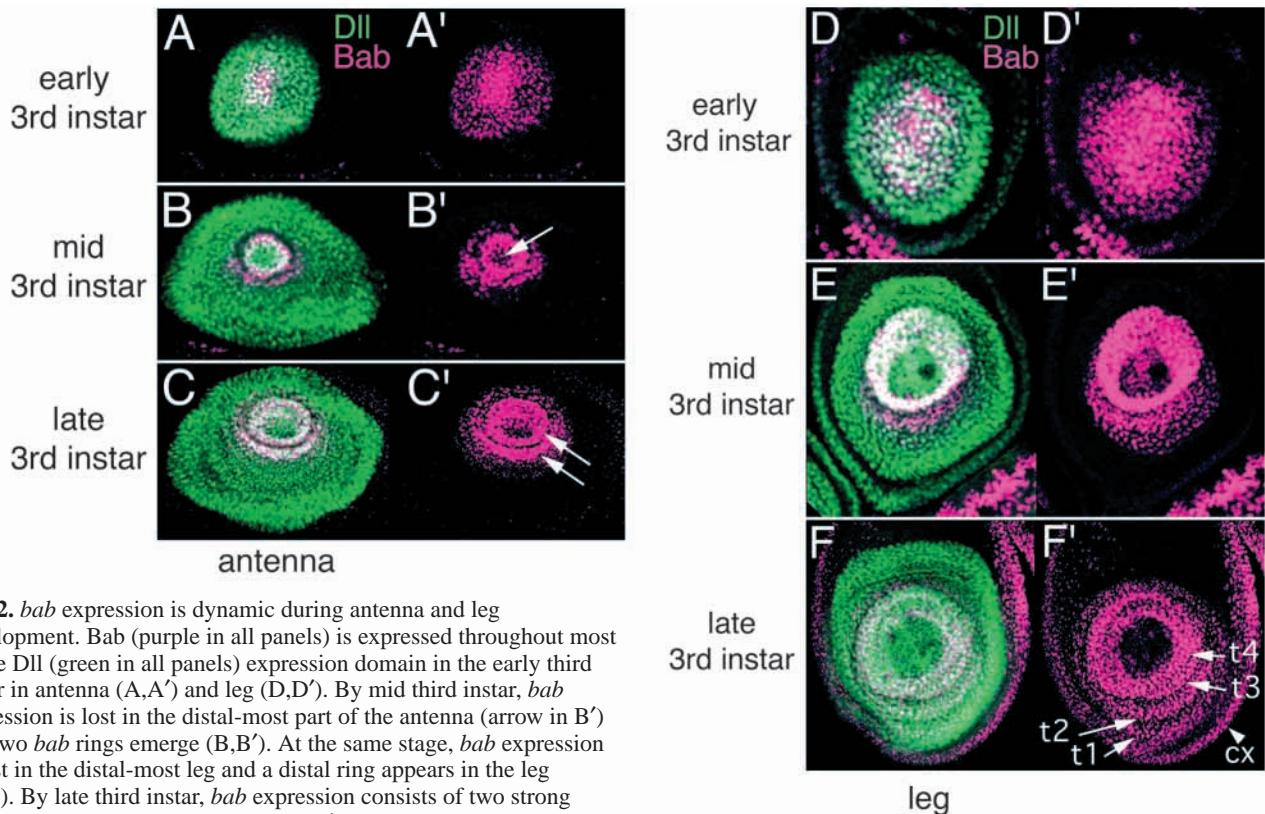 A
Dll
Bab
A′
early
3rd instar
B
B′
mid
3rd instar
C
C′
late
3rd instar
antenna
D
Dll
Bab
D′
early
3rd instar
E
E′
mid
3rd instar
F
F′
late
3rd instar
t4
t3
t2
t1
cx
leg
2. bab expression is dynamic during antenna and leg
lopment. Bab (purple in all panels) is expressed throughout most
e Dll (green in all panels) expression domain in the early third
r in antenna (A,A′) and leg (D,D′). By mid third instar, bab
ession is lost in the distal-most part of the antenna (arrow in B′)
wo bab rings emerge (B,B′). At the same stage, bab expression
st in the distal-most leg and a distal ring appears in the leg
). By late third instar, bab expression consists of two strong